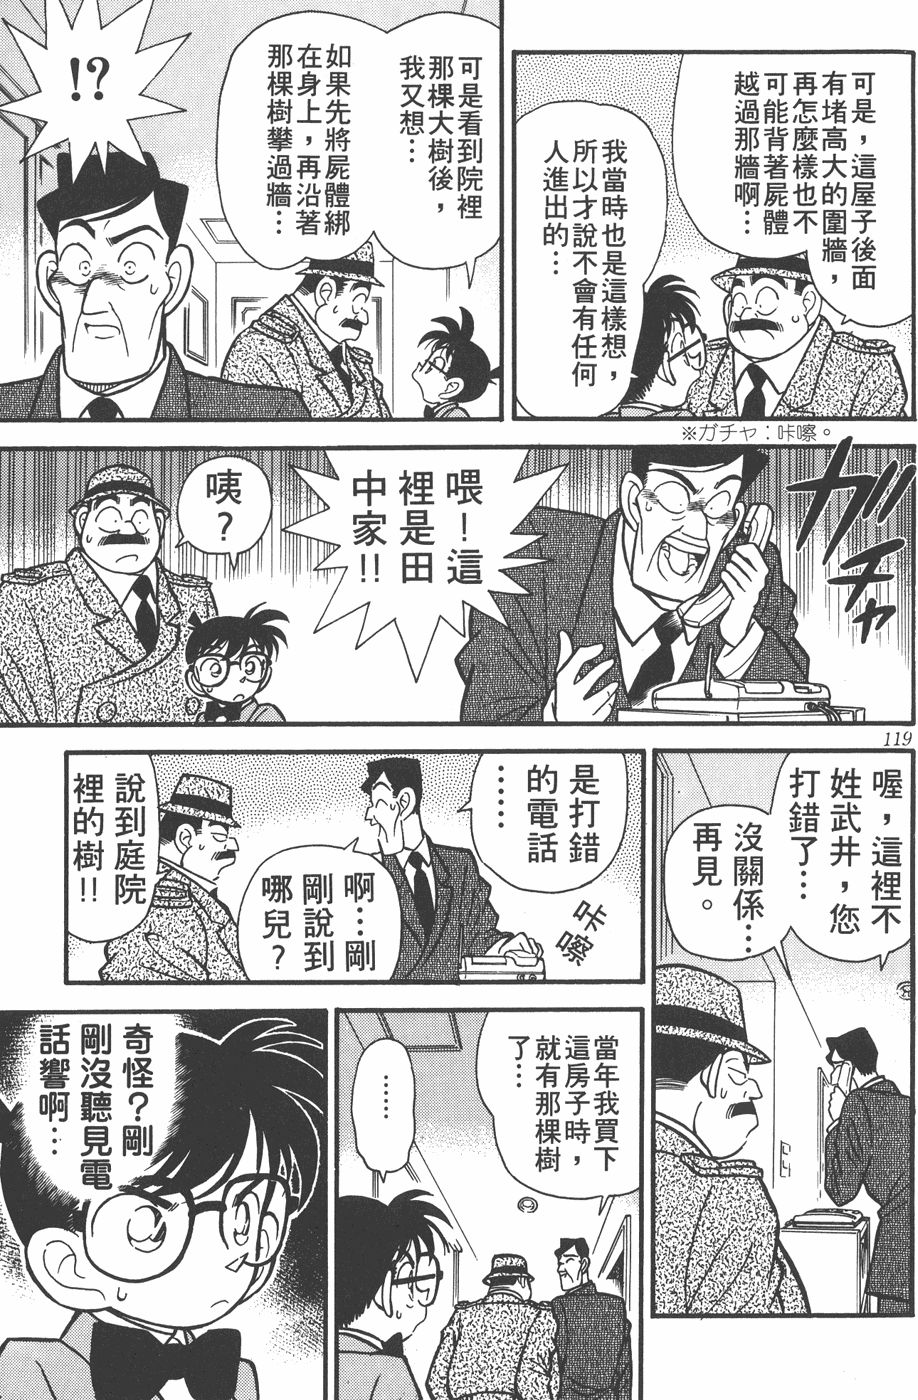 可是，這屋子後面
有堵高大的圍牆，
再怎麼樣也不
可能背著屍體
越過那牆啊…
我當時也是這樣想，
所以才說不會有任何
人進出的…
可是看到院裡
那棵大樹後，
我又想…
如果先將屍體綁
在身上，再沿著
那棵樹攀過牆…
!?
※ガチャ：咔嚓。
ガチャ
喂！這
裡是田
中家!!
咦？
119
喔，這裡不
姓武井，您
打錯了…
沒關係…
再見。
是打錯
的電話
……
咔嚓
啊…剛
剛說到
哪兒？
說到庭院
裡的樹!!
當年我買下
這房子時，
就有那棵樹
了…
……
奇怪？剛
剛沒聽見電
話響啊…